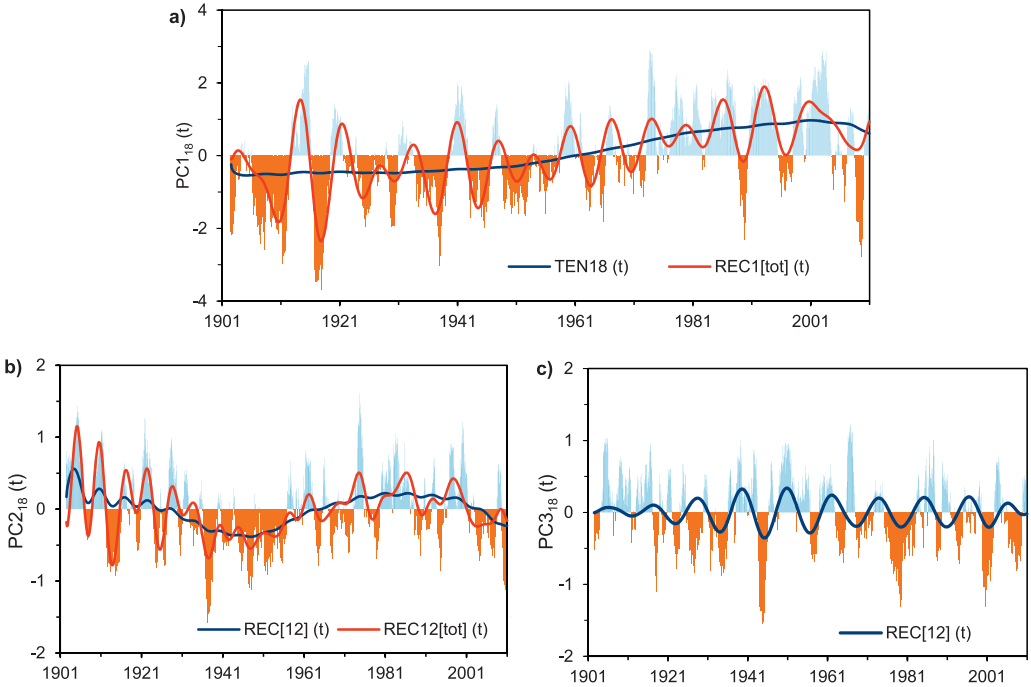 a)
4
2
0
-2
-4
PC1₁₈ (t)
TEN18 (t) REC1[tot] (t)
1901 1921 1941 1961 1981 2001
b)
2
1
0
-1
-2
PC2₁₈ (t)
REC[12] (t) REC12[tot] (t)
1901 1921 1941 1961 1981 2001
c)
2
1
0
-1
-2
PC3₁₈ (t)
REC[12] (t)
1901 1921 1941 1961 1981 2001